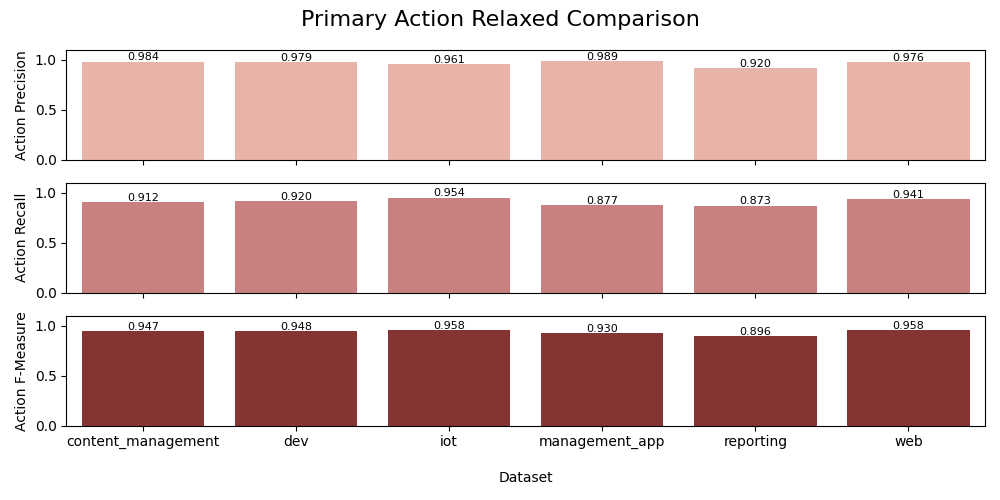 Primary Action Relaxed Comparison
Action Precision
1.0
0.5
0.0
0.984
0.979
0.961
0.989
0.920
0.976
Action Recall
1.0
0.5
0.0
0.912
0.920
0.954
0.877
0.873
0.941
Action F-Measure
1.0
0.5
0.0
0.947
0.948
0.958
0.930
0.896
0.958
content_management
dev
iot
management_app
reporting
web
Dataset